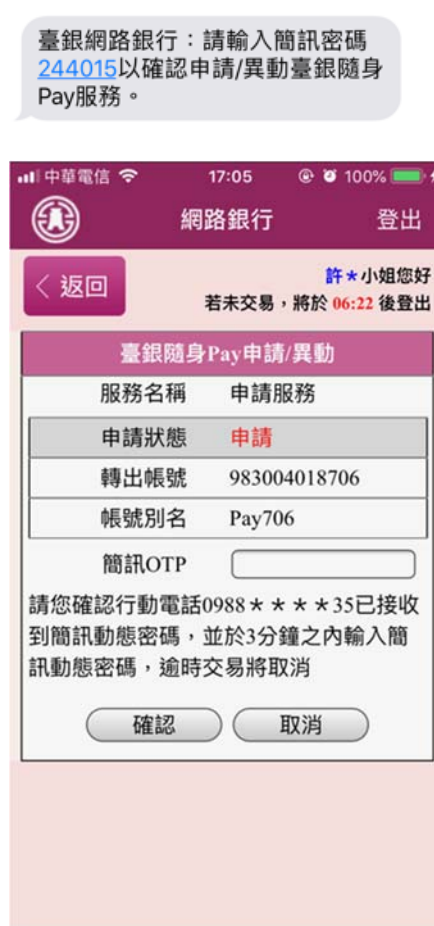 臺銀網路銀行：請輸入簡訊密碼
244015以確認申請/異動臺銀隨身
Pay服務。
中華電信 17:05 100%
網路銀行 登出
返回
許＊小姐您好
若未交易，將於 06:22 後登出
臺銀隨身Pay申請/異動
服務名稱 申請服務
申請狀態 申請
轉出帳號 983004018706
帳號別名 Pay706
簡訊OTP
請您確認行動電話0988＊＊＊＊35已接收
到簡訊動態密碼，並於3分鐘之內輸入簡
訊動態密碼，逾時交易將取消
確認 取消